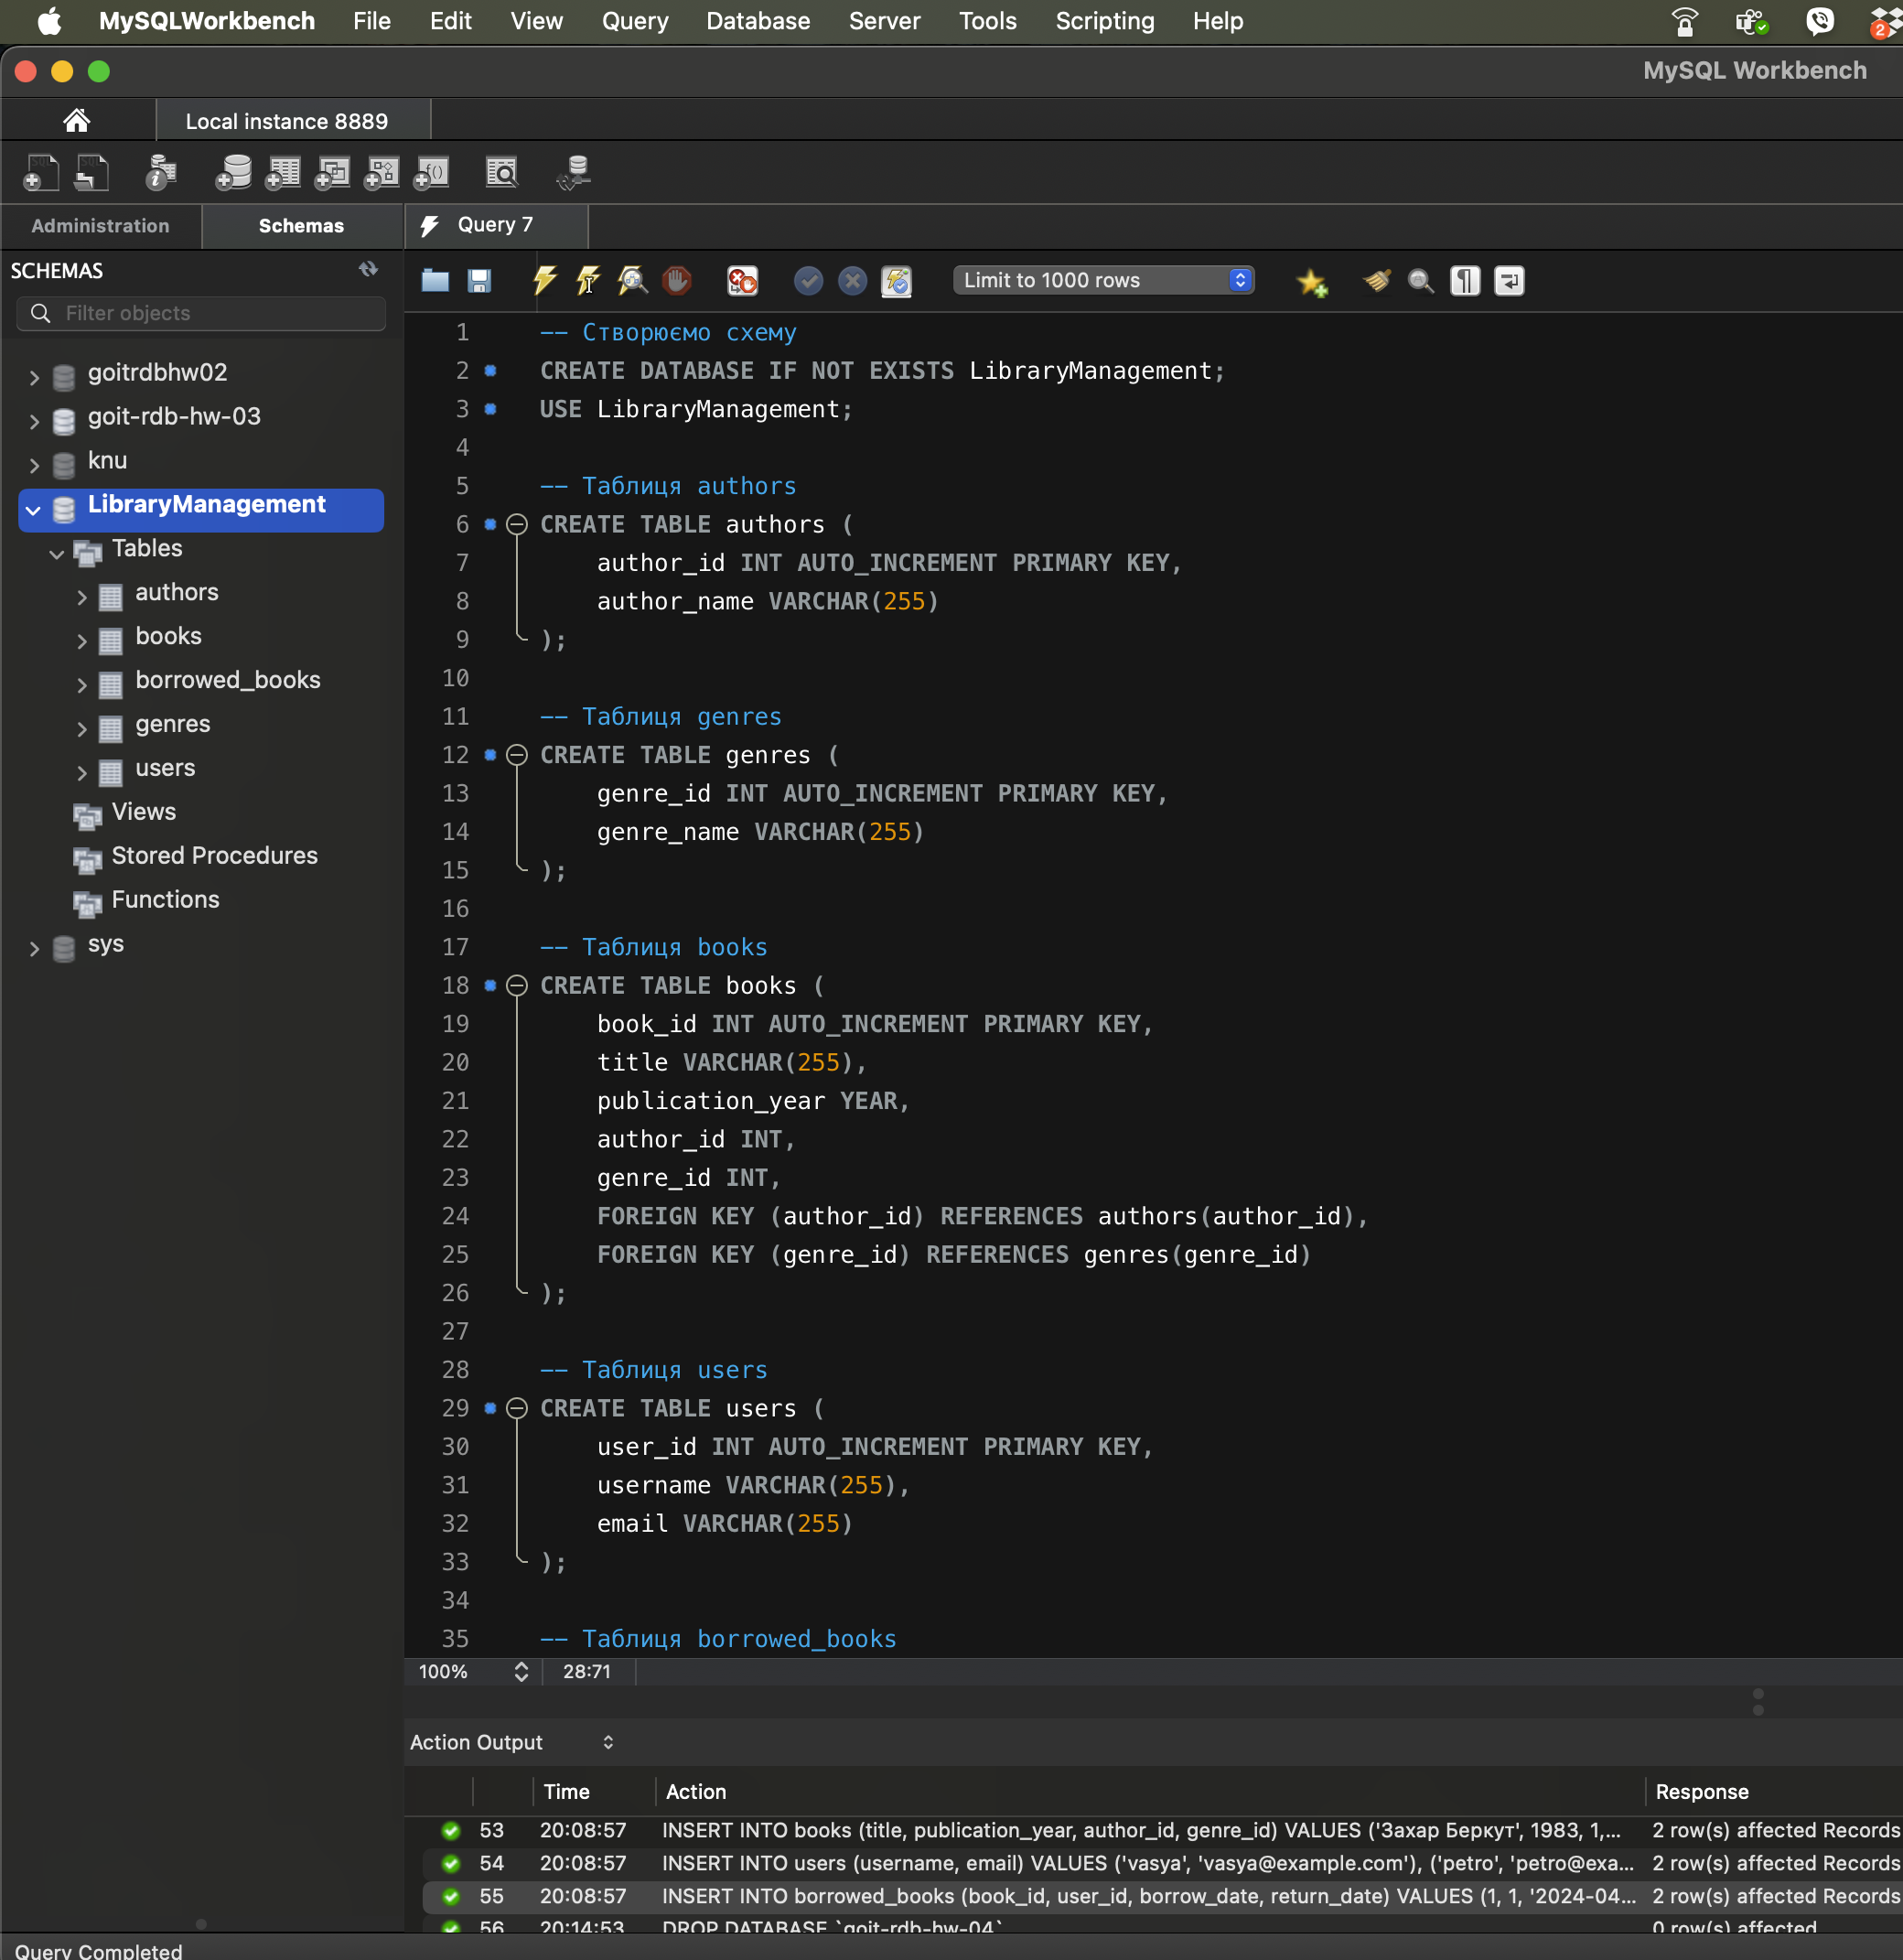 MySQLWorkbench File Edit View Query Database Server Tools Scripting Help
2
MySQL Workbench
Local instance 8889
Administration Schemas Query 7
SCHEMAS
Filter objects
Limit to 1000 rows
goitrdbhw02
goit-rdb-hw-03
knu
LibraryManagement
Tables
authors
books
borrowed_books
genres
users
Views
Stored Procedures
Functions
sys
1 -- Створюємо схему
2 CREATE DATABASE IF NOT EXISTS LibraryManagement;
3 USE LibraryManagement;
4
5 -- Таблиця authors
6 CREATE TABLE authors (
7 author_id INT AUTO_INCREMENT PRIMARY KEY,
8 author_name VARCHAR(255)
9 );
10
11 -- Таблиця genres
12 CREATE TABLE genres (
13 genre_id INT AUTO_INCREMENT PRIMARY KEY,
14 genre_name VARCHAR(255)
15 );
16
17 -- Таблиця books
18 CREATE TABLE books (
19 book_id INT AUTO_INCREMENT PRIMARY KEY,
20 title VARCHAR(255),
21 publication_year YEAR,
22 author_id INT,
23 genre_id INT,
24 FOREIGN KEY (author_id) REFERENCES authors(author_id),
25 FOREIGN KEY (genre_id) REFERENCES genres(genre_id)
26 );
27
28 -- Таблиця users
29 CREATE TABLE users (
30 user_id INT AUTO_INCREMENT PRIMARY KEY,
31 username VARCHAR(255),
32 email VARCHAR(255)
33 );
34
35 -- Таблиця borrowed_books
100% 28:71
Action Output
Time Action Response
53 20:08:57 INSERT INTO books (title, publication_year, author_id, genre_id) VALUES ('Захар Беркут', 1983, 1,... 2 row(s) affected Records
54 20:08:57 INSERT INTO users (username, email) VALUES ('vasya', 'vasya@example.com'), ('petro', 'petro@exa... 2 row(s) affected Records
55 20:08:57 INSERT INTO borrowed_books (book_id, user_id, borrow_date, return_date) VALUES (1, 1, '2024-04... 2 row(s) affected Records
56 20:14:53 DROP DATABASE `goit-rdb-hw-04` 0 row(s) affected
Query Completed